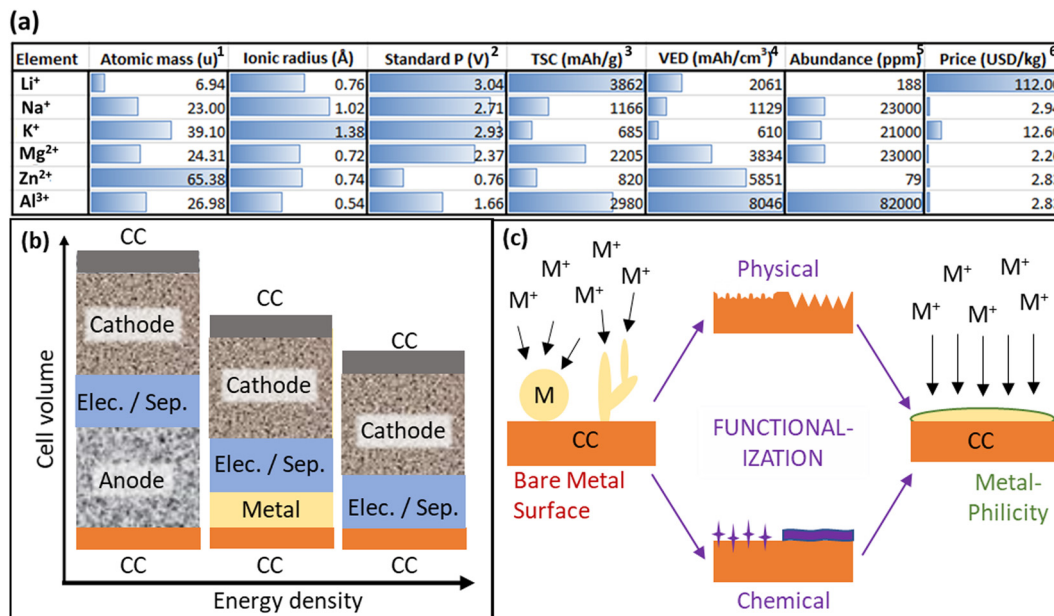 (a)
Element Atomic mass (u)1 Ionic radius (Å) Standard P (V)2 TSC (mAh/g)3 VED (mAh/cm3)4 Abundance (ppm)5 Price (USD/kg)6
Li+ 6.94 0.76 3.04 3862 2061 188 112.00
Na+ 23.00 1.02 2.71 1166 1129 23000 2.94
K+ 39.10 1.38 2.93 685 610 21000 12.60
Mg2+ 24.31 0.72 2.37 2205 3834 23000 2.20
Zn2+ 65.38 0.74 0.76 820 5851 79 2.83
Al3+ 26.98 0.54 1.66 2980 8046 82000 2.83
(b)
Cell volume
CC
Cathode
Elec. / Sep.
Anode
CC
CC
Cathode
Elec. / Sep.
Metal
CC
CC
Cathode
Elec. / Sep.
CC
Energy density
(c)
M+
M+
M+
M+
M+
M
CC
Bare Metal
Surface
Physical
FUNCTIONAL-
IZATION
Chemical
M+
M+
M+
M+
M+
CC
Metal-
Philicity